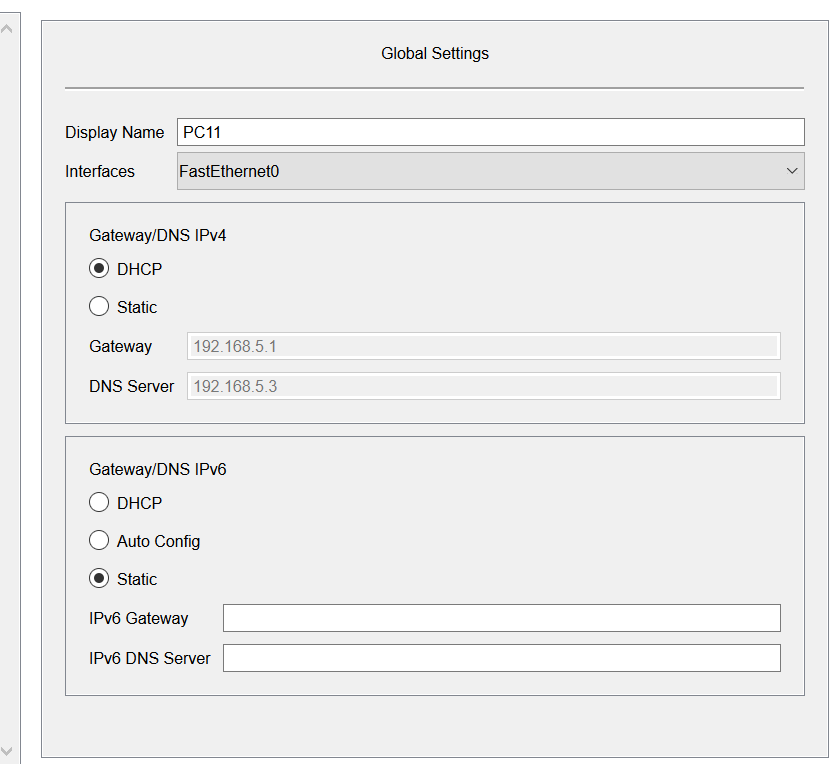 Global Settings
Display Name PC11
Interfaces FastEthernet0
Gateway/DNS IPv4
DHCP
Static
Gateway 192.168.5.1
DNS Server 192.168.5.3
Gateway/DNS IPv6
DHCP
Auto Config
Static
IPv6 Gateway
IPv6 DNS Server